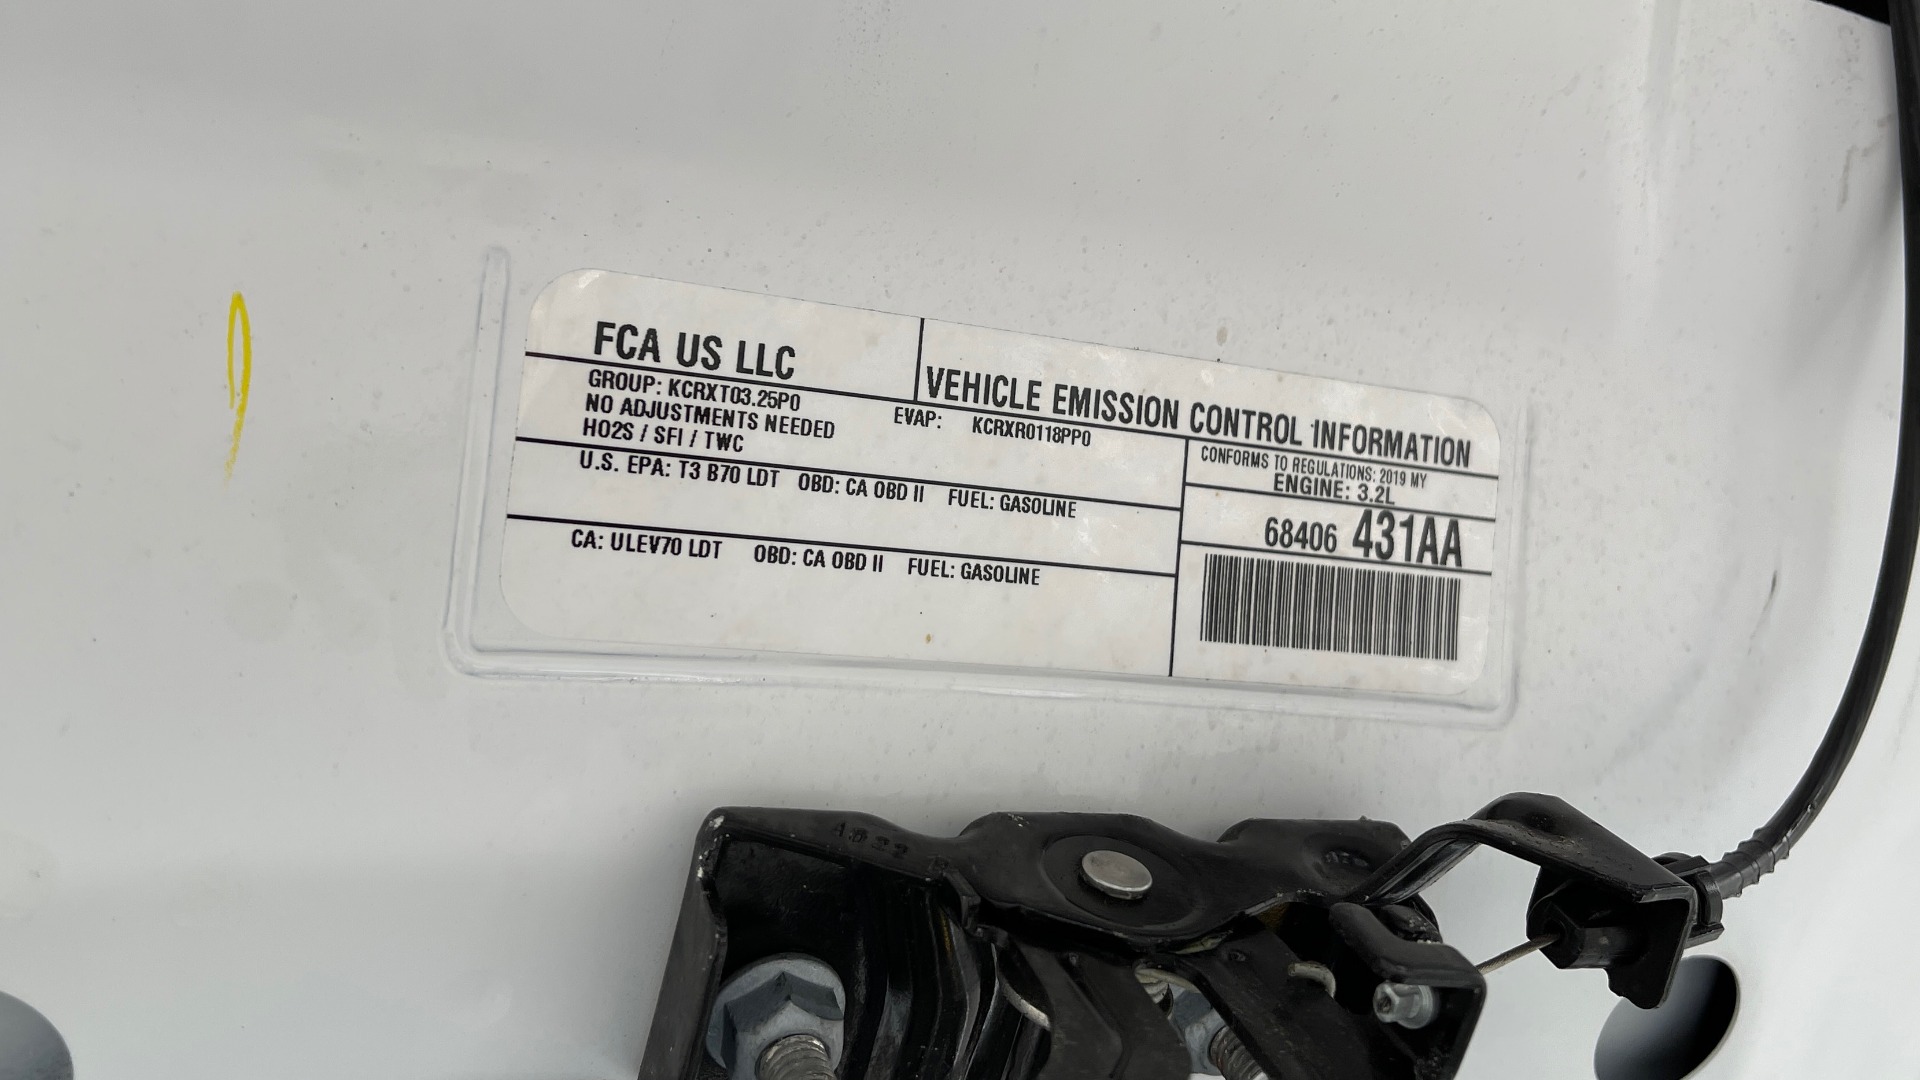 FCA US LLC
VEHICLE EMISSION CONTROL INFORMATION
GROUP: KCRXT03.25P0 EVAP: KCRXR0118PP0
NO ADJUSTMENTS NEEDED
HO2S / SFI / TWC
CONFORMS TO REGULATIONS: 2019 MY
ENGINE: 3.2L
U.S. EPA: T3 B70 LDT OBD: CA OBD II FUEL: GASOLINE
68406 431AA
CA: ULEV70 LDT OBD: CA OBD II FUEL: GASOLINE